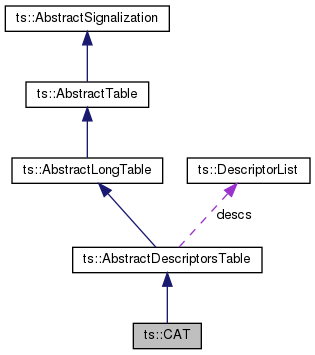 ts::AbstractSignalization
ts::AbstractTable
ts::AbstractLongTable
ts::DescriptorList
descs
ts::AbstractDescriptorsTable
ts::CAT